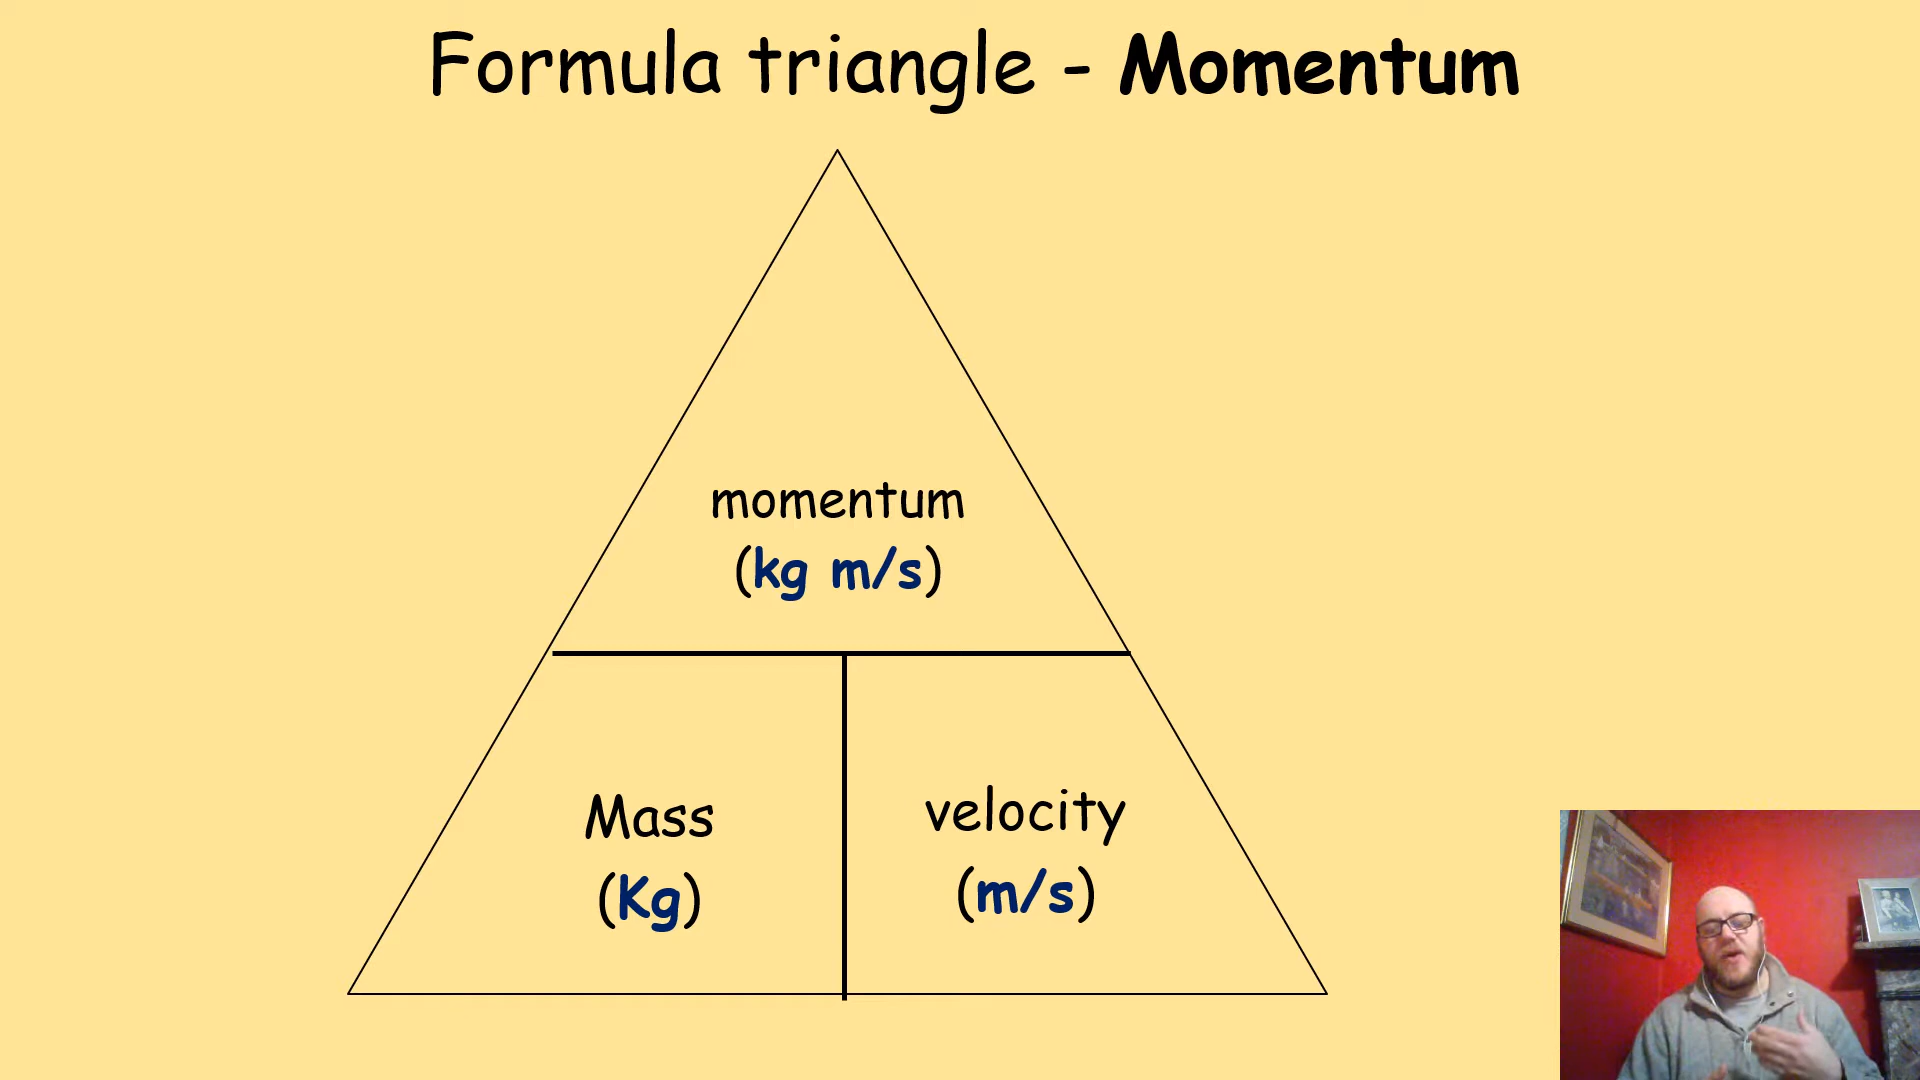 Formula triangle - Momentum
momentum
(kg m/s)
Mass
(Kg)
velocity
(m/s)